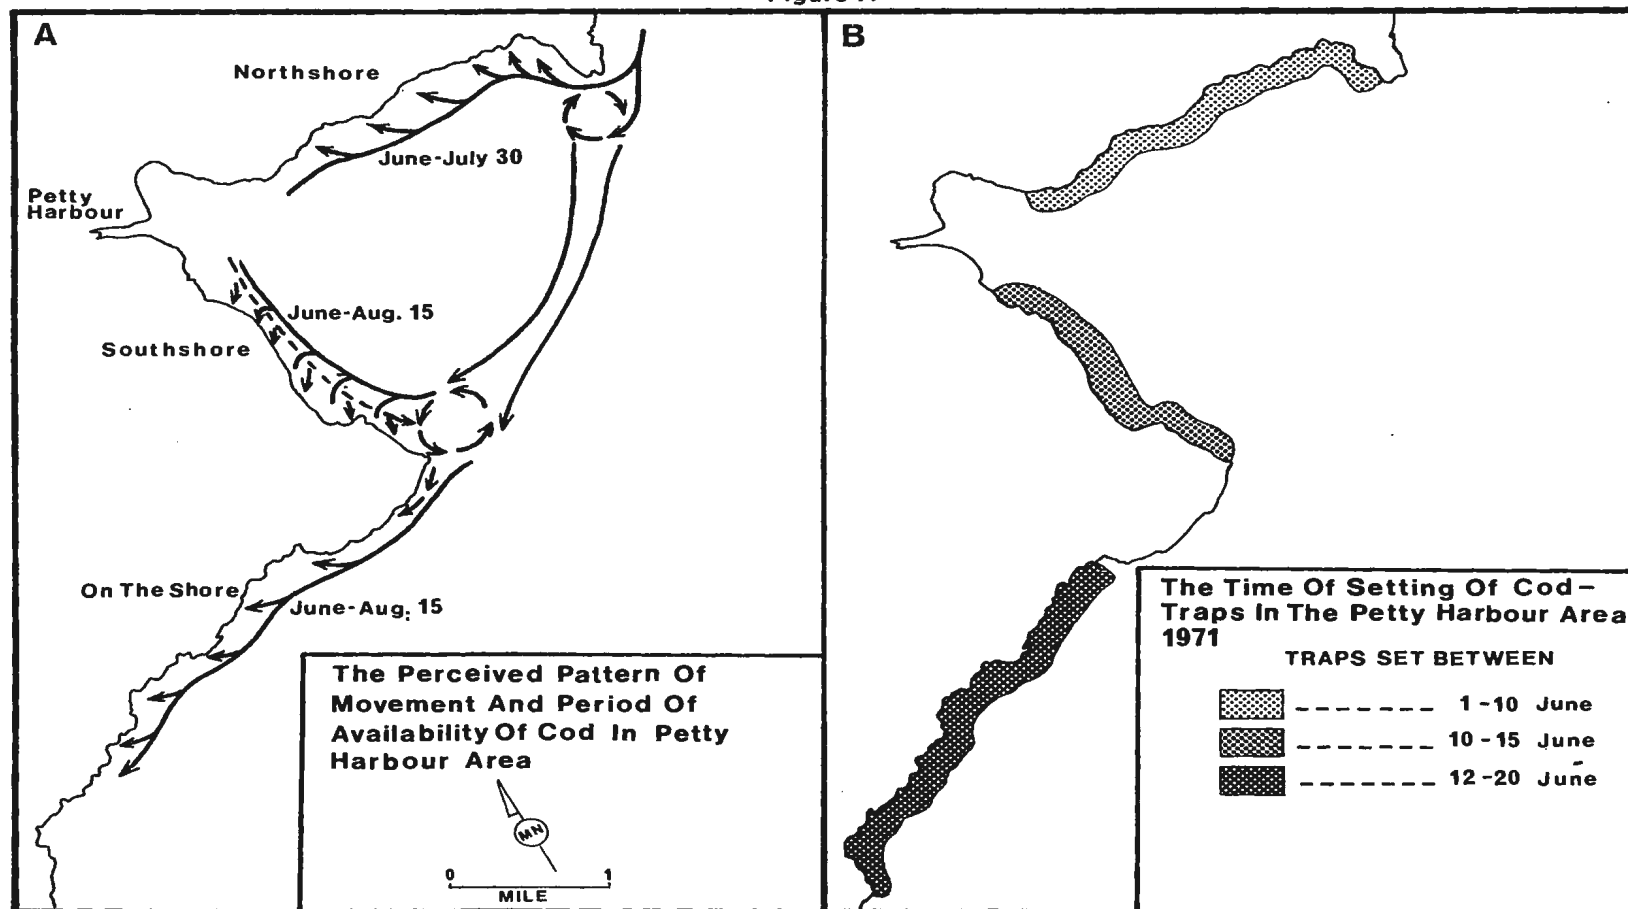 A
Northshore
June-July 30
Petty
Harbour
June-Aug. 15
Southshore
On The Shore
June-Aug. 15
The Perceived Pattern Of
Movement And Period Of
Availability Of Cod In Petty
Harbour Area
MN
0 1
MILE
B
The Time Of Setting Of Cod-
Traps In The Petty Harbour Area
1971
TRAPS SET BETWEEN
1-10 June
10-15 June
12-20 June